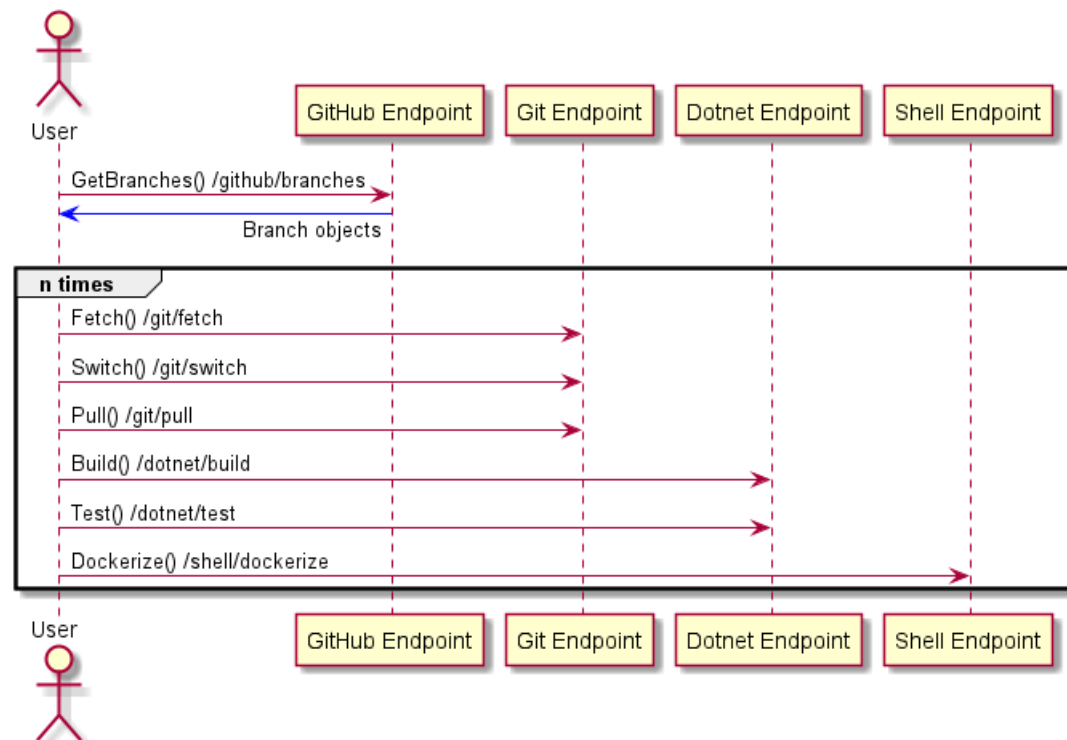 User
GitHub Endpoint
Git Endpoint
Dotnet Endpoint
Shell Endpoint
GetBranches() /github/branches
Branch objects
n times
Fetch() /git/fetch
Switch() /git/switch
Pull() /git/pull
Build() /dotnet/build
Test() /dotnet/test
Dockerize() /shell/dockerize
User
GitHub Endpoint
Git Endpoint
Dotnet Endpoint
Shell Endpoint